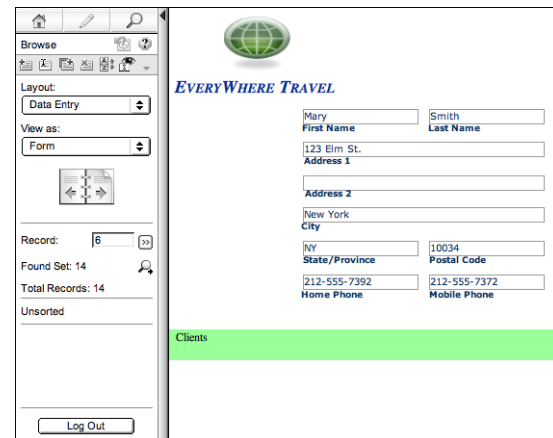 Browse
Layout:
Data Entry
View as:
Form
Record: 6
Found Set: 14
Total Records: 14
Unsorted
Log Out
EveryWhere Travel
Mary Smith
First Name Last Name
123 Elm St.
Address 1
Address 2
New York
City
NY 10034
State/Province Postal Code
212-555-7392 212-555-7372
Home Phone Mobile Phone
Clients